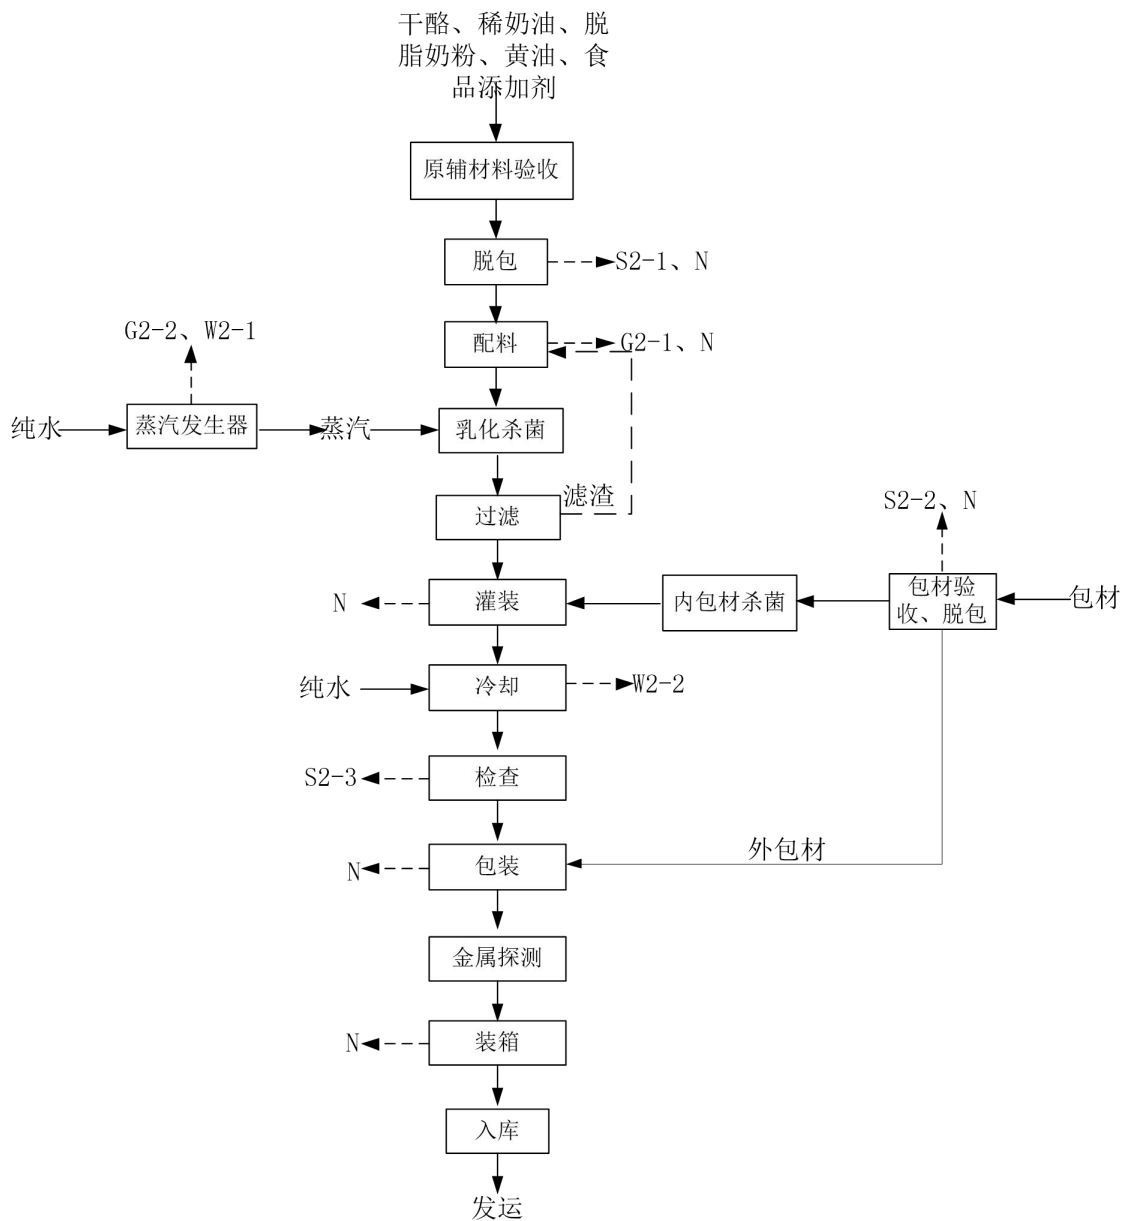 干酪、稀奶油、脱
脂奶粉、黄油、食
品添加剂
原辅材料验收
脱包
S2-1、N
G2-2、W2-1
配料
G2-1、N
纯水
蒸汽发生器
蒸汽
乳化杀菌
过滤
滤渣
S2-2、N
N
灌装
内包材杀菌
包材验
收、脱包
包材
纯水
冷却
W2-2
S2-3
检查
N
包装
外包材
金属探测
N
装箱
入库
发运